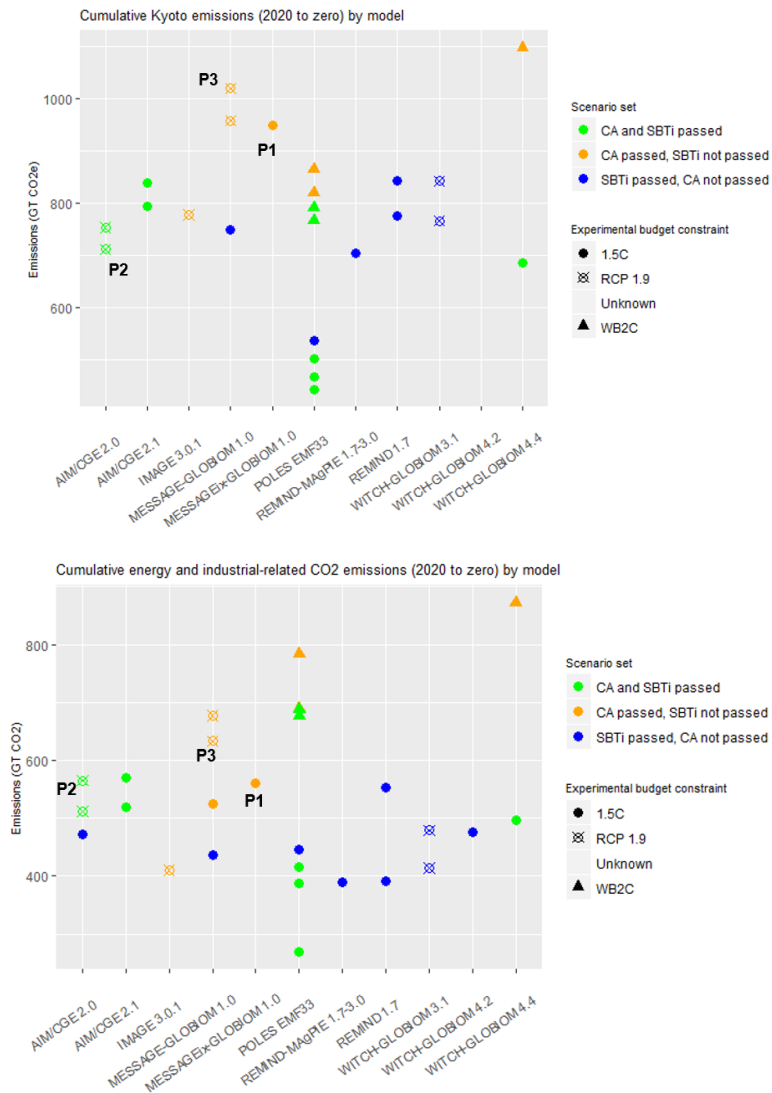 Cumulative Kyoto emissions (2020 to zero) by model
Emissions (GT CO2e)
1000
800
600
P3
P1
P2
AIM/CGE 2.0
AIM/CGE 2.1
IMAGE 3.0.1
MESSAGE-GLOBIOM 1.0
MESSAGEix-GLOBIOM 1.0
POLES EMF33
REMIND-MAgPIE 1.7-3.0
REMIND 1.7
WITCH-GLOBIOM 3.1
WITCH-GLOBIOM 4.2
WITCH-GLOBIOM 4.4
Scenario set
CA and SBTi passed
CA passed, SBTi not passed
SBTi passed, CA not passed
Experimental budget constraint
1.5C
RCP 1.9
Unknown
WB2C
Cumulative energy and industrial-related CO2 emissions (2020 to zero) by model
Emissions (GT CO2)
800
600
400
P3
P2
P1
AIM/CGE 2.0
AIM/CGE 2.1
IMAGE 3.0.1
MESSAGE-GLOBIOM 1.0
MESSAGEix-GLOBIOM 1.0
POLES EMF33
REMIND-MAgPIE 1.7-3.0
REMIND 1.7
WITCH-GLOBIOM 3.1
WITCH-GLOBIOM 4.2
WITCH-GLOBIOM 4.4
Scenario set
CA and SBTi passed
CA passed, SBTi not passed
SBTi passed, CA not passed
Experimental budget constraint
1.5C
RCP 1.9
Unknown
WB2C